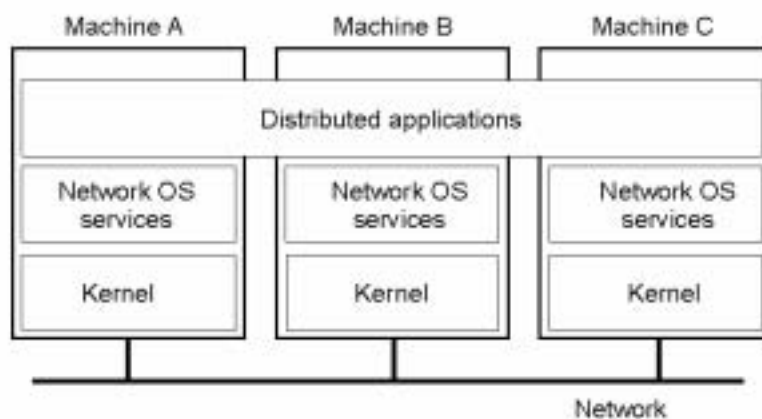 Machine A
Machine B
Machine C
Distributed applications
Network OS
services
Network OS
services
Network OS
services
Kernel
Kernel
Kernel
Network